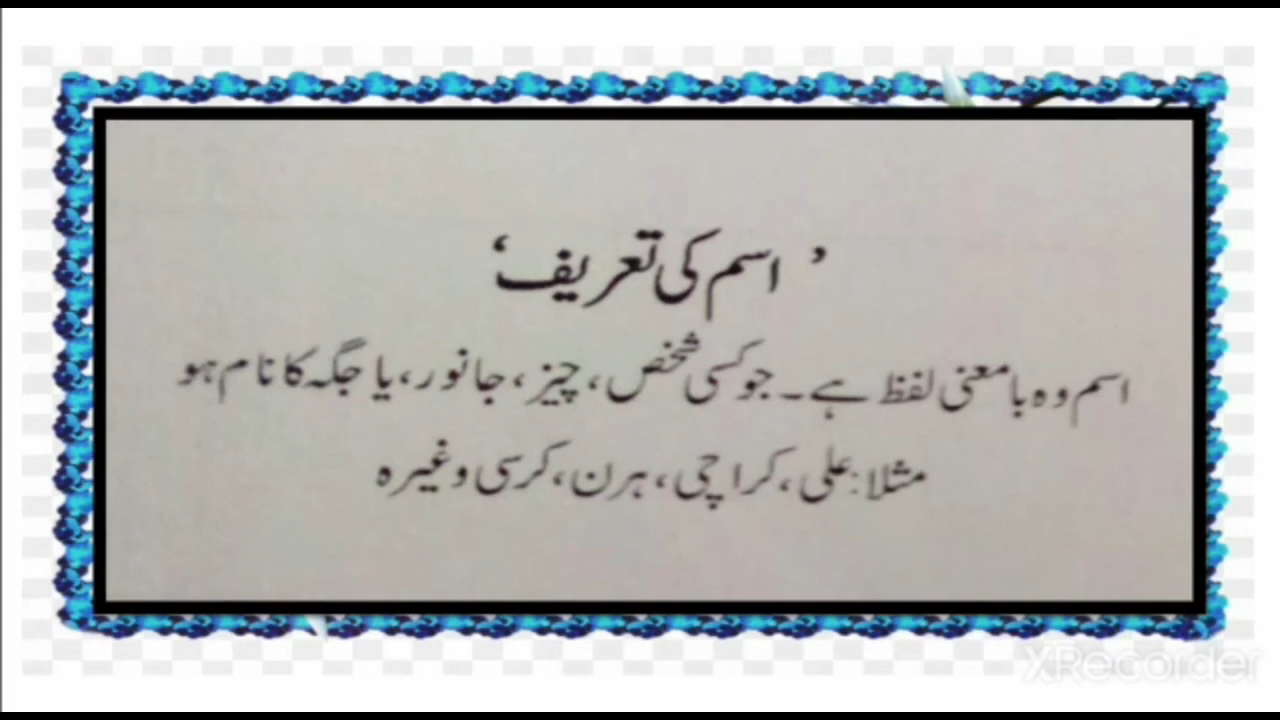 ’ اسم کی تعریف ‘
اسم وہ بامعنی لفظ ہے۔ جو کسی شخص، چیز، جانور، یا جگہ کا نام ہو
مثلا: علی، کراچی، ہرن، کرسی وغیرہ
XRecorder